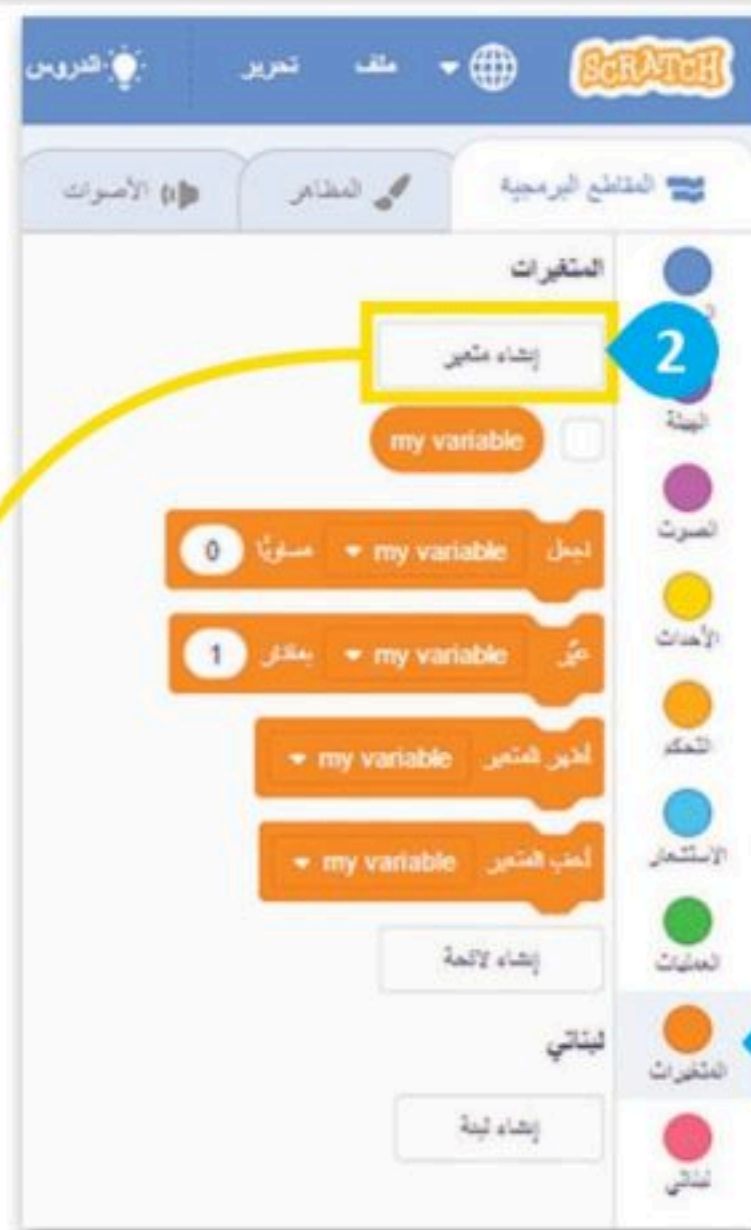 SCRATCH ملف تحرير الدروس
المقاطع البرمجية المظاهر الأصوات
المتغيرات
إنشاء متغير
2
my variable
اجعل my variable مساويًا 0
غيّر my variable بمقدار 1
أظهر المتغير my variable
أخف المتغير my variable
إنشاء لائحة
لبناتي
إنشاء لبنة
الهيئة
الصوت
الأحداث
التحكم
الاستشعار
العمليات
المتغيرات
لبناتي